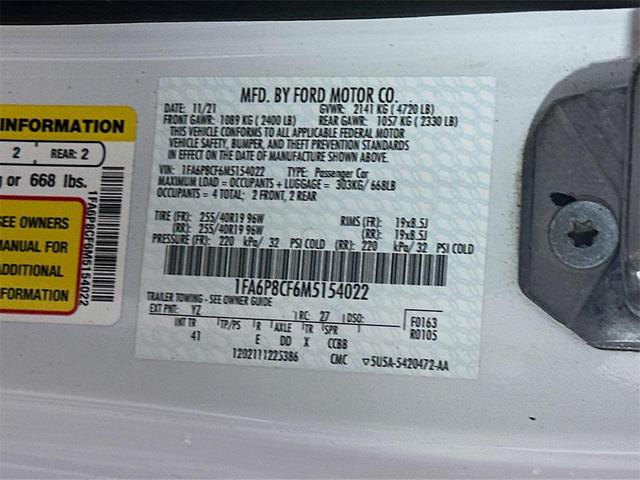 INFORMATION
2 REAR: 2
or 668 lbs.
SEE OWNERS
MANUAL FOR
ADDITIONAL
INFORMATION
1FA6P8CF6M5154022
MFD. BY FORD MOTOR CO.
DATE: 11/21 GVWR: 2141 KG ( 4720 LB)
FRONT GAWR: 1089 KG ( 2400 LB) REAR GAWR: 1057 KG ( 2330 LB)
THIS VEHICLE CONFORMS TO ALL APPLICABLE FEDERAL MOTOR
VEHICLE SAFETY, BUMPER, AND THEFT PREVENTION STANDARDS
IN EFFECT ON THE DATE OF MANUFACTURE SHOWN ABOVE.
VIN: 1FA6P8CF6M5154022 TYPE: Passenger Car
MAXIMUM LOAD = OCCUPANTS + LUGGAGE = 303KG/ 668LB
OCCUPANTS = 4 TOTAL; 2 FRONT, 2 REAR
TIRE (FR): 255/40R19 96W RIMS (FR): 19x8.5J
(RR): 255/40R19 96W (RR): 19x8.5J
PRESSURE (FR): 220 kPa/ 32 PSI COLD (RR): 220 kPa/ 32 PSI COLD
1FA6P8CF6M5154022
TRAILER TOWING - SEE OWNER GUIDE
EXT PNT: YZ RC: 27 DSO: F0163
INT TR TP/PS R AXLE TR SPR R0105
41 E DD X CCBB
1202111225386 CMC ▽5U5A-5420472-AA